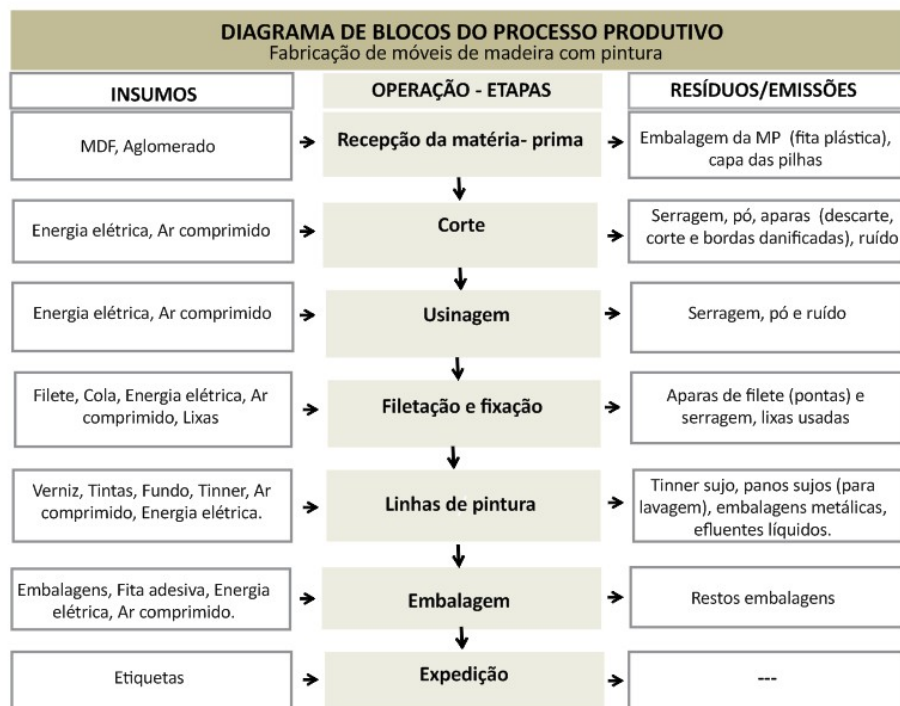 DIAGRAMA DE BLOCOS DO PROCESSO PRODUTIVO
Fabricação de móveis de madeira com pintura
INSUMOS
OPERAÇÃO - ETAPAS
RESÍDUOS/EMISSÕES
MDF, Aglomerado
Recepção da matéria- prima
Embalagem da MP (fita plástica),
capa das pilhas
Energia elétrica, Ar comprimido
Corte
Serragem, pó, aparas (descarte,
corte e bordas danificadas), ruído
Energia elétrica, Ar comprimido
Usinagem
Serragem, pó e ruído
Filete, Cola, Energia elétrica, Ar
comprimido, Lixas
Filetação e fixação
Aparas de filete (pontas) e
serragem, lixas usadas
Verniz, Tintas, Fundo, Tinner, Ar
comprimido, Energia elétrica.
Linhas de pintura
Tinner sujo, panos sujos (para
lavagem), embalagens metálicas,
efluentes líquidos.
Embalagens, Fita adesiva, Energia
elétrica, Ar comprimido.
Embalagem
Restos embalagens
Etiquetas
Expedição
---